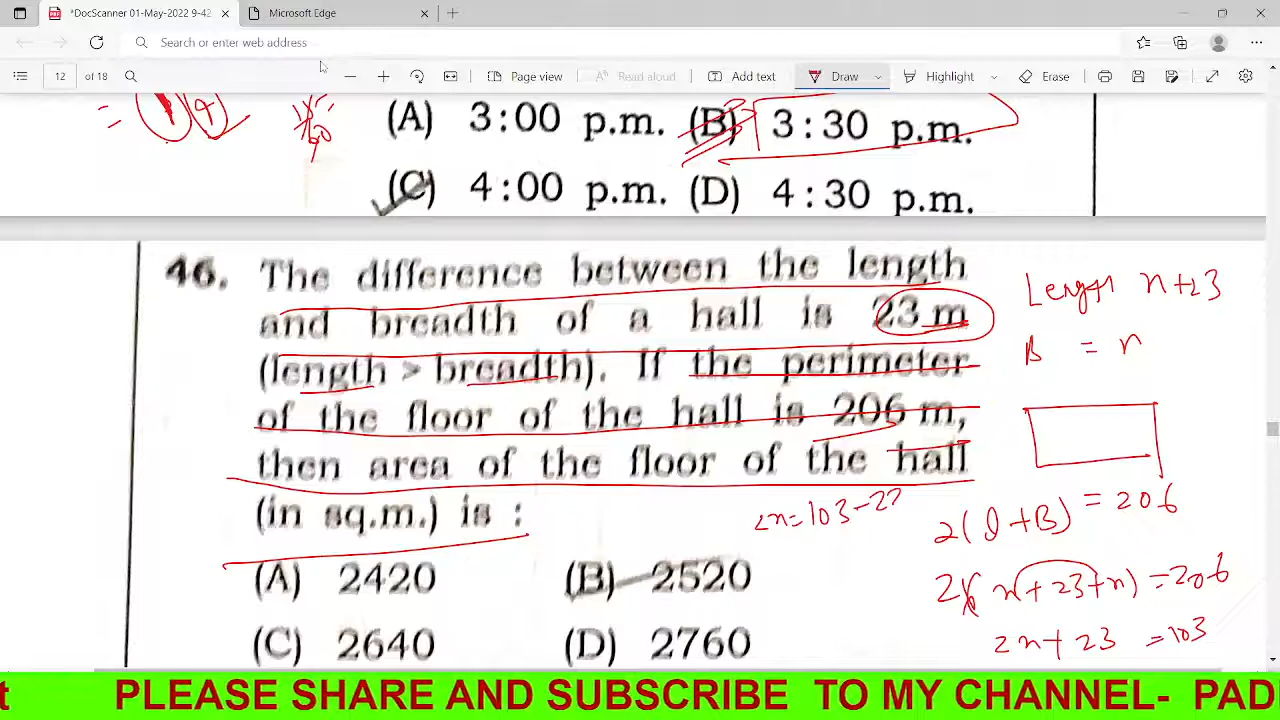 *DocScanner 01-May-2022 9-42
Microsoft Edge
Search or enter web address
12 of 18
Page view
Read aloud
Add text
Draw
Highlight
Erase
(A) 3:00 p.m. (B) 3:30 p.m.
(C) 4:00 p.m. (D) 4:30 p.m.
46. The difference between the length
and breadth of a hall is 23 m
(length > breadth). If the perimeter
of the floor of the hall is 206 m,
then area of the floor of the hall
(in sq.m.) is :
(A) 2420 (B) 2520
(C) 2640 (D) 2760
Length n+23
B = n
2(l+B) = 206
2(n+23+n) = 206
2n+23 = 103
2n=103-23
PLEASE SHARE AND SUBSCRIBE TO MY CHANNEL- PAD